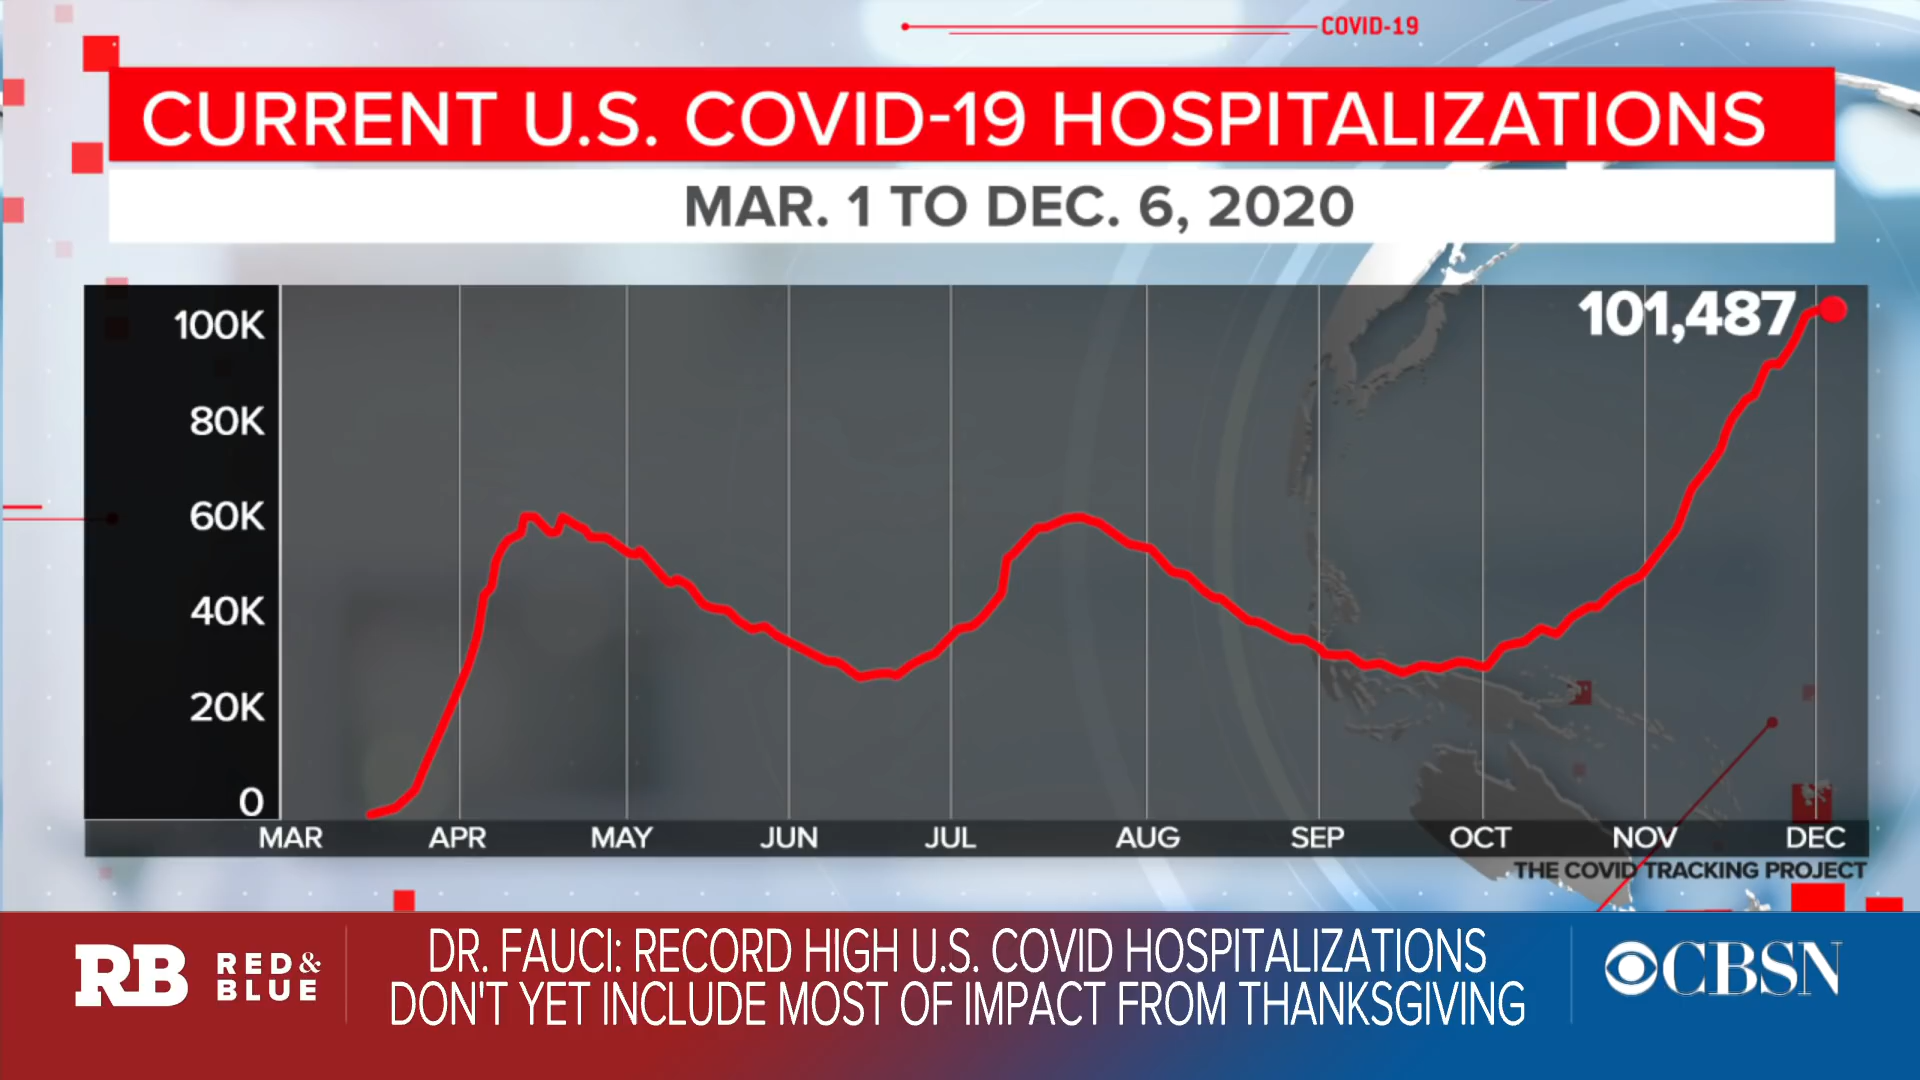 COVID-19
CURRENT U.S. COVID-19 HOSPITALIZATIONS
MAR. 1 TO DEC. 6, 2020
101,487
100K
80K
60K
40K
20K
0
MAR APR MAY JUN JUL AUG SEP OCT NOV DEC
THE COVID TRACKING PROJECT
RB RED & BLUE
DR. FAUCI: RECORD HIGH U.S. COVID HOSPITALIZATIONS
DON'T YET INCLUDE MOST OF IMPACT FROM THANKSGIVING
CBSN